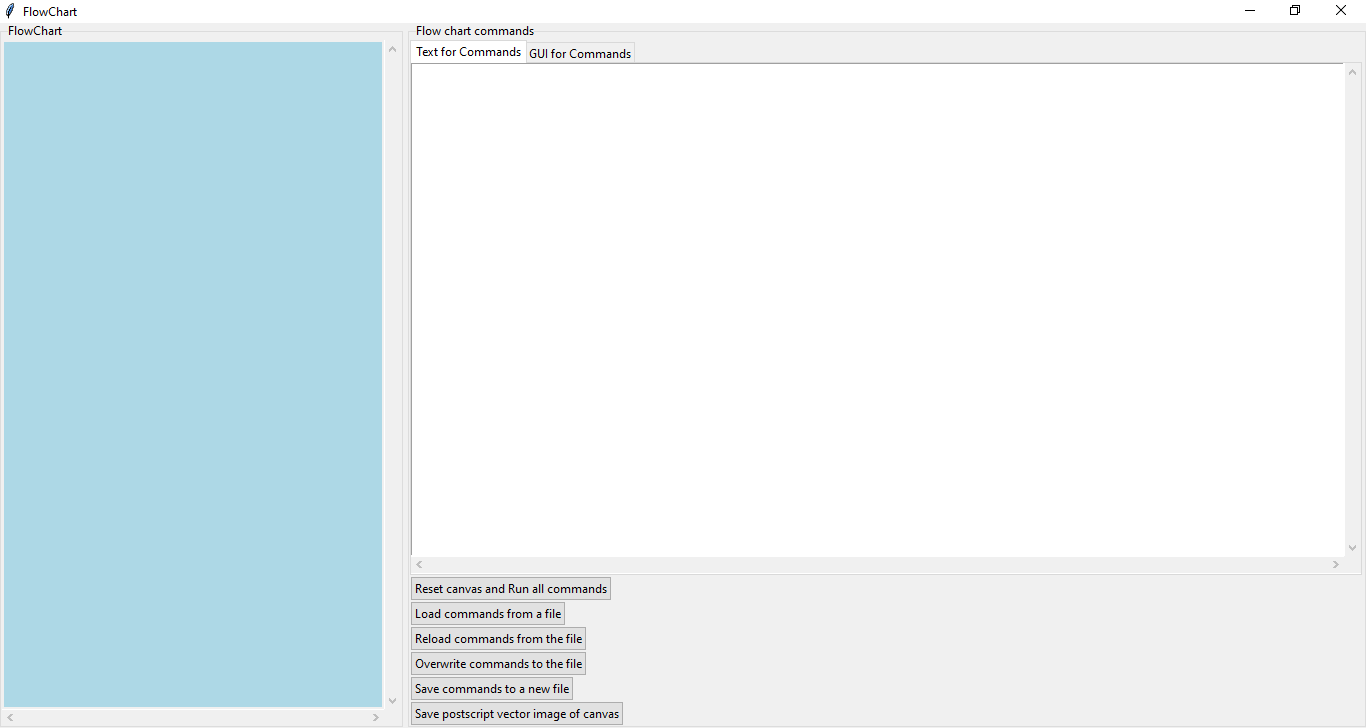 FlowChart
FlowChart
Flow chart commands
Text for Commands
GUI for Commands
Reset canvas and Run all commands
Load commands from a file
Reload commands from the file
Overwrite commands to the file
Save commands to a new file
Save postscript vector image of canvas